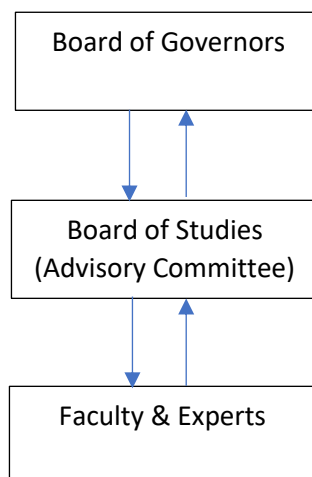 Board of Governors
Board of Studies
(Advisory Committee)
Faculty & Experts